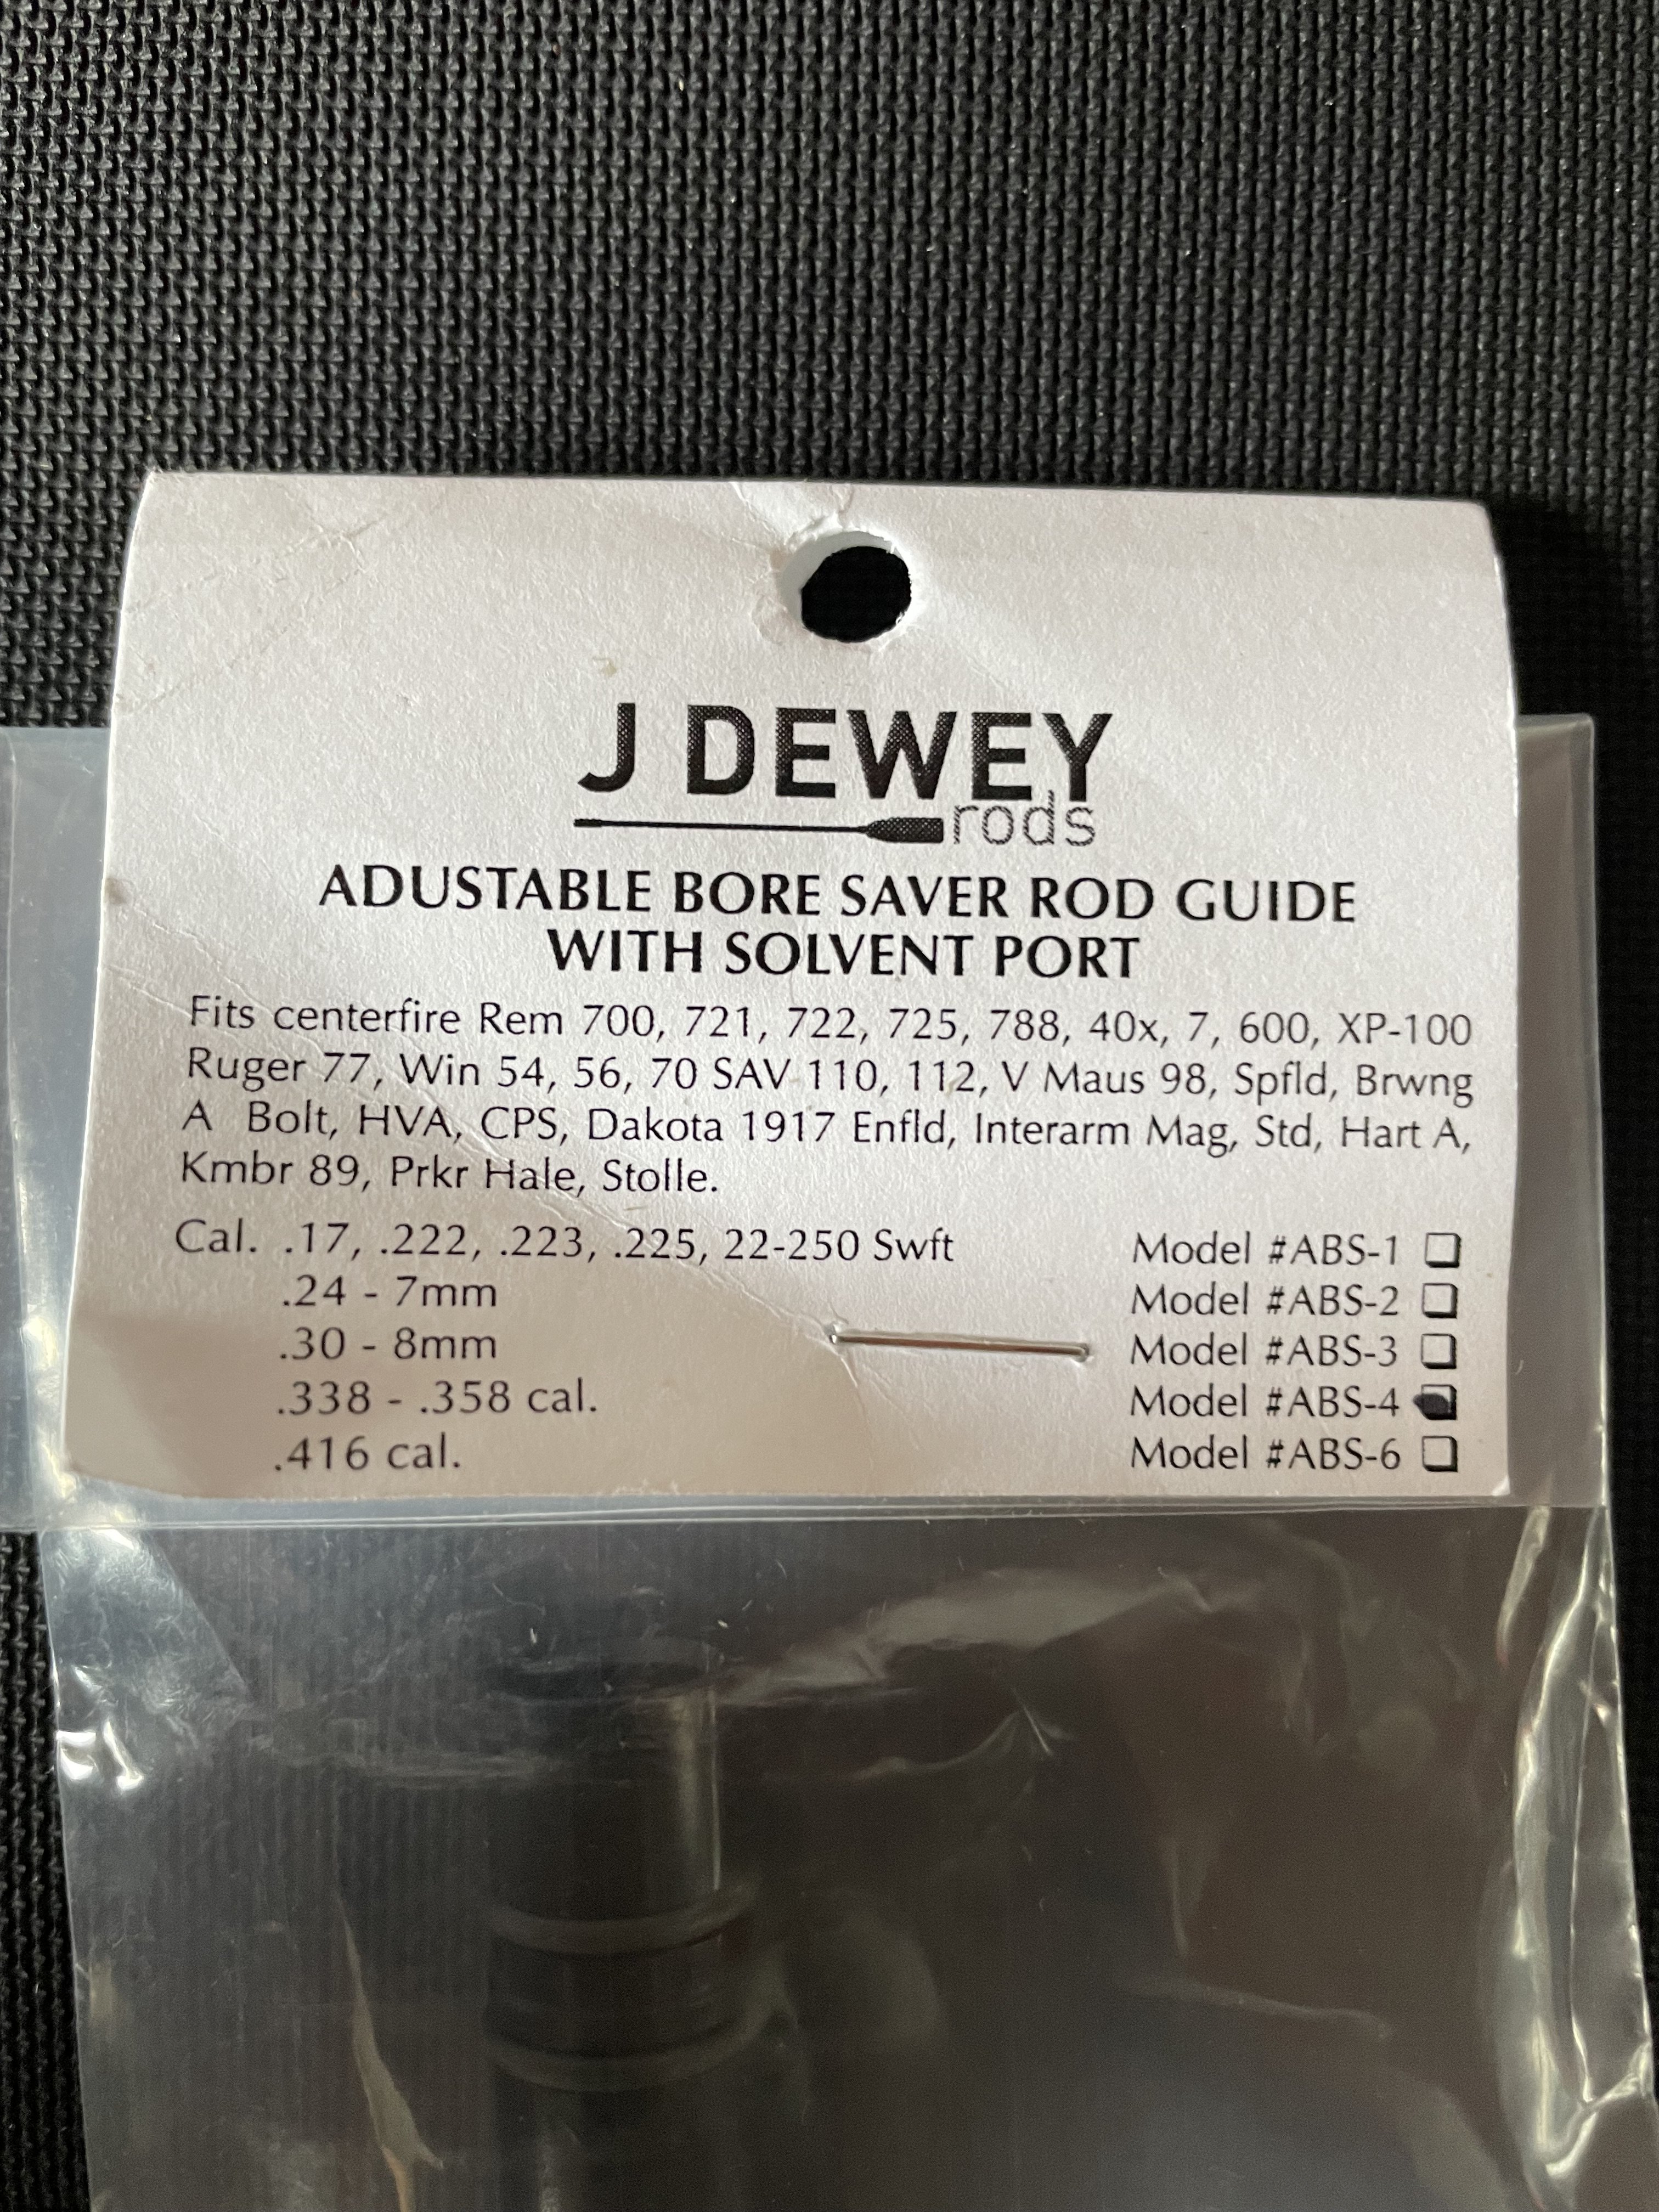 J DEWEY
rods
ADUSTABLE BORE SAVER ROD GUIDE
WITH SOLVENT PORT
Fits centerfire Rem 700, 721, 722, 725, 788, 40x, 7, 600, XP-100
Ruger 77, Win 54, 56, 70 SAV 110, 112, V Maus 98, Spfld, Brwng
A Bolt, HVA, CPS, Dakota 1917 Enfld, Interarm Mag, Std, Hart A,
Kmbr 89, Prkr Hale, Stolle.
Cal. .17, .222, .223, .225, 22-250 Swft Model #ABS-1
.24 - 7mm Model #ABS-2
.30 - 8mm Model #ABS-3
.338 - .358 cal. Model #ABS-4
.416 cal. Model #ABS-6